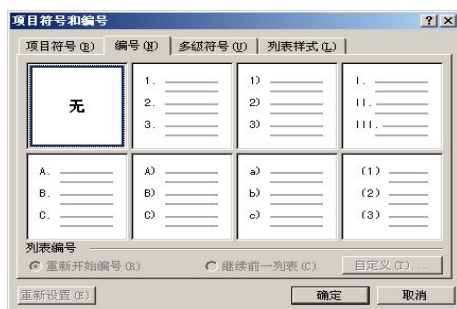 项目符号和编号
项目符号(B) 编号(N) 多级符号(U) 列表样式(L)
无
1.
2.
3.
1)
2)
3)
I.
II.
III.
A.
B.
C.
A)
B)
C)
a)
b)
c)
(1)
(2)
(3)
列表编号
重新开始编号(R) 继续前一列表(C) 自定义(T)...
重新设置(E) 确定 取消